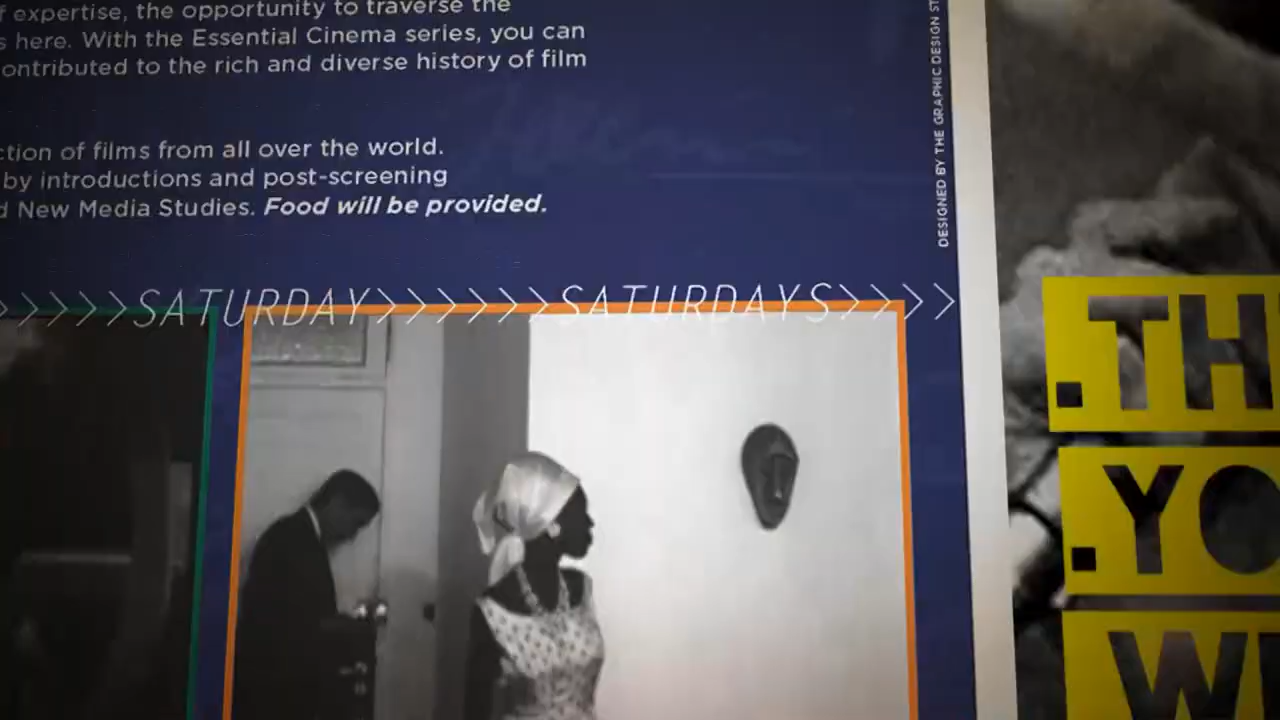 f expertise, the opportunity to traverse the
s here. With the Essential Cinema series, you can
ontributed to the rich and diverse history of film
ction of films from all over the world.
by introductions and post-screening
d New Media Studies. Food will be provided.
DESIGNED BY THE GRAPHIC DESIGN ST
>>>>>SATURDAY>>>>>>SATURDAYS>>>>
.TH
.YO
WE